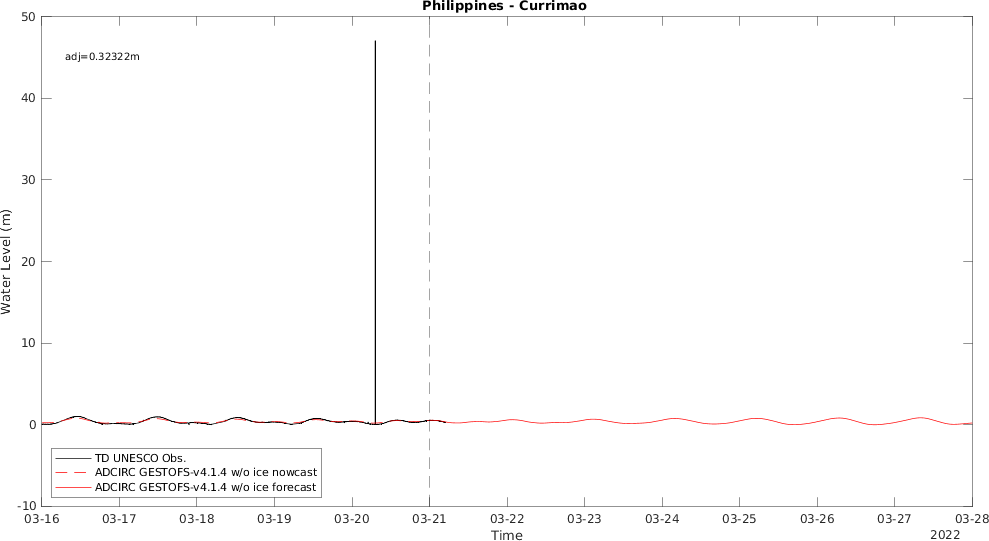 Philippines - Currimao
50
adj=0.32322m
40
30
20
10
0
-10
Water Level (m)
TD UNESCO Obs.
ADCIRC GESTOFS-v4.1.4 w/o ice nowcast
ADCIRC GESTOFS-v4.1.4 w/o ice forecast
03-16 03-17 03-18 03-19 03-20 03-21 03-22 03-23 03-24 03-25 03-26 03-27 03-28
Time
2022